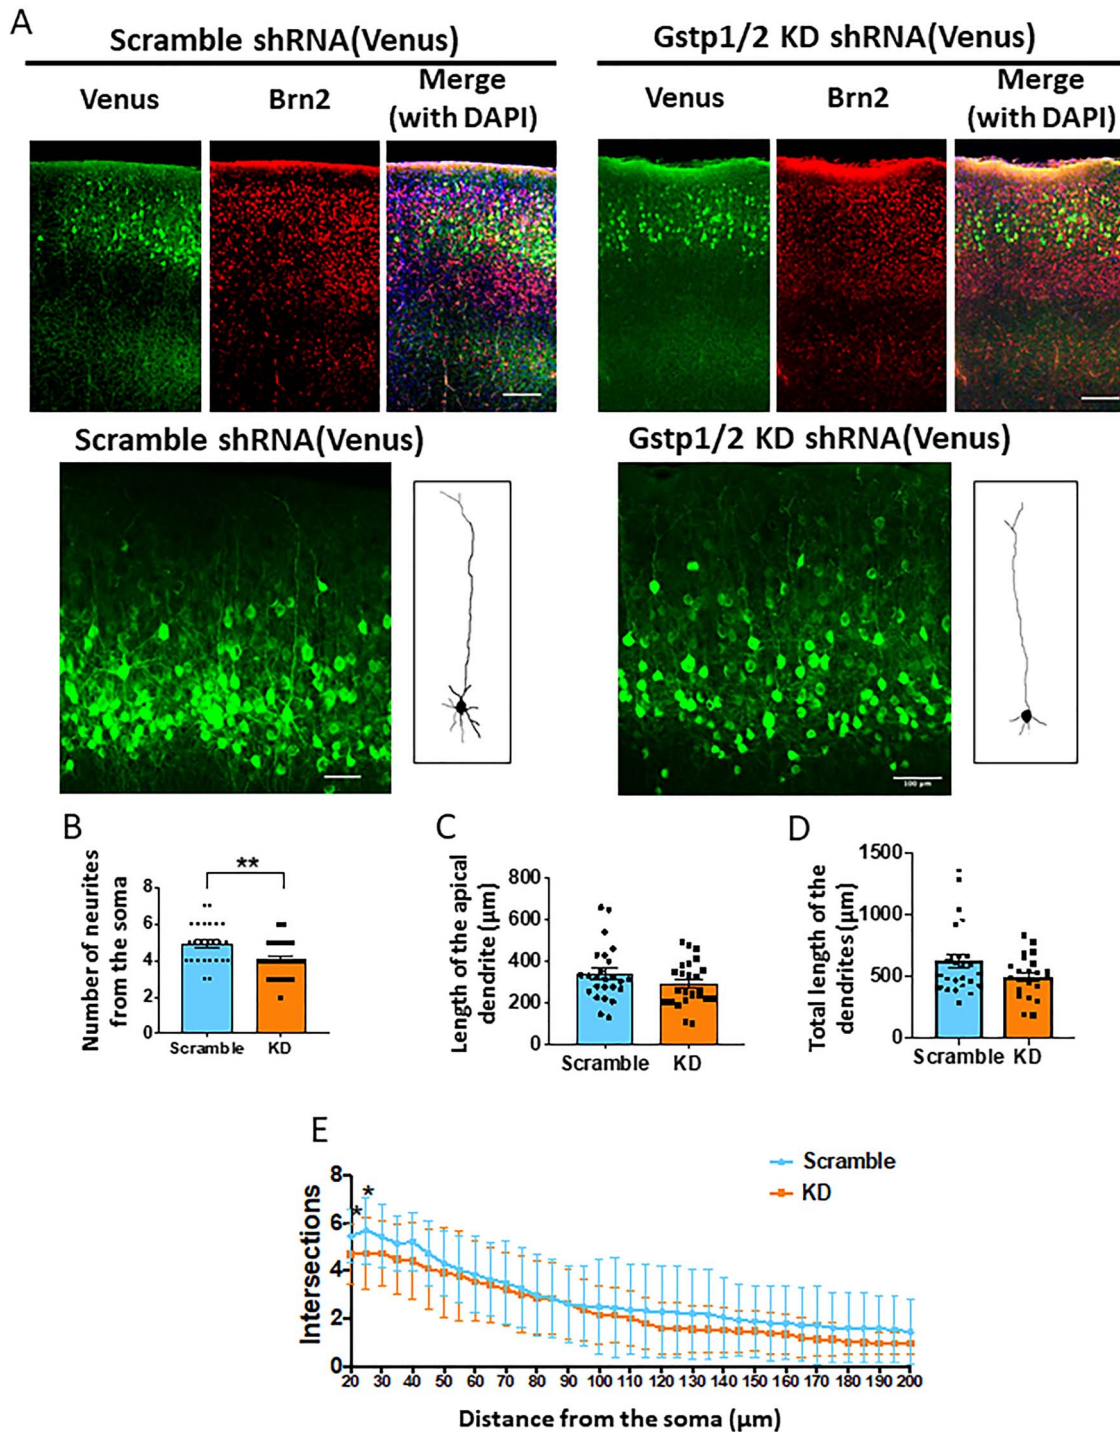 A
Scramble shRNA(Venus)
Gstp1/2 KD shRNA(Venus)
Venus
Brn2
Merge
(with DAPI)
Venus
Brn2
Merge
(with DAPI)
Scramble shRNA(Venus)
Gstp1/2 KD shRNA(Venus)
100 μm
B
Number of neurites
from the soma
8
6
4
2
0
**
Scramble
KD
C
Length of the apical
dendrite (μm)
800
600
400
200
0
Scramble
KD
D
Total length of the
dendrites (μm)
1500
1000
500
0
Scramble
KD
E
Scramble
KD
Intersections
8
6
4
2
0
*
*
20 30 40 50 60 70 80 90 100 110 120 130 140 150 160 170 180 190 200
Distance from the soma (μm)